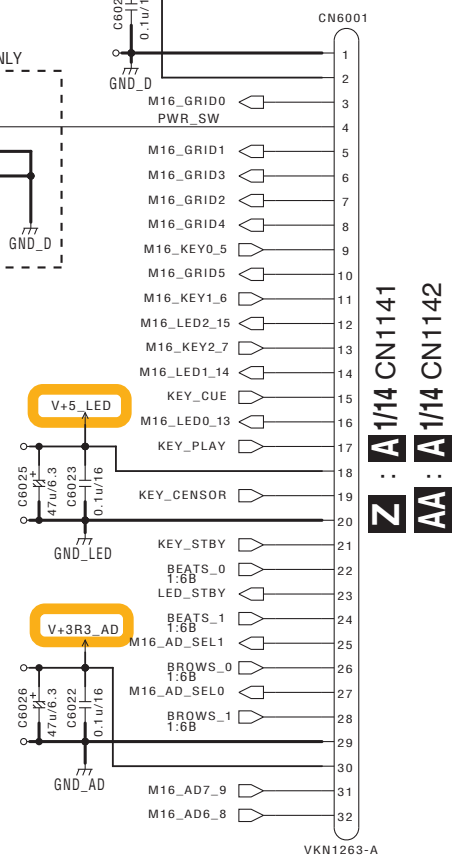 CN6001
C602
0.1u/1
NLY
GND_D
1
2
M16_GRID0 3
PWR_SW 4
M16_GRID1 5
M16_GRID3 6
M16_GRID2 7
M16_GRID4 8
GND_D
M16_KEY0_5 9
M16_GRID5 10
M16_KEY1_6 11
M16_LED2_15 12
M16_KEY2_7 13
M16_LED1_14 14
KEY_CUE 15
M16_LED0_13 16
KEY_PLAY 17
V+5_LED
18
C6025
47u/6.3
+
C6023
0.1u/16
KEY_CENSOR 19
20
GND_LED
KEY_STBY 21
BEATS_0 22
1:6B
LED_STBY 23
BEATS_1 24
1:6B
V+3R3_AD
M16_AD_SEL1 25
BROWS_0 26
1:6B
M16_AD_SEL0 27
BROWS_1 28
1:6B
C6026
47u/6.3
+
C6022
0.1u/16
29
30
GND_AD
M16_AD7_9 31
M16_AD6_8 32
VKN1263-A
Z : A 1/14 CN1141
AA : A 1/14 CN1142